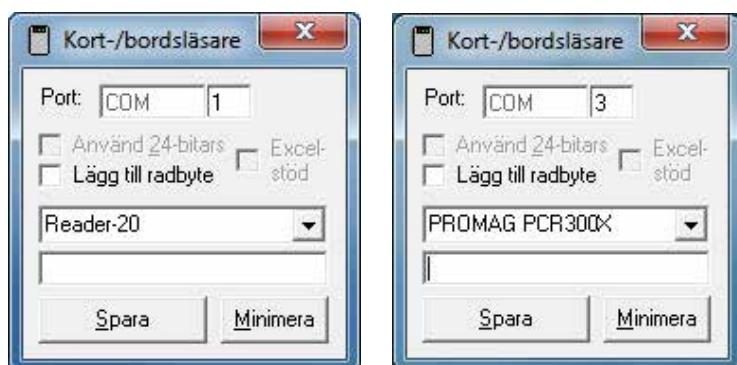 Kort-/bordsläsare
Port: COM 1
Använd 24-bitars
Excel-stöd
Lägg till radbyte
Reader-20
Spara Minimera
Kort-/bordsläsare
Port: COM 3
Använd 24-bitars
Excel-stöd
Lägg till radbyte
PROMAG PCR300X
Spara Minimera